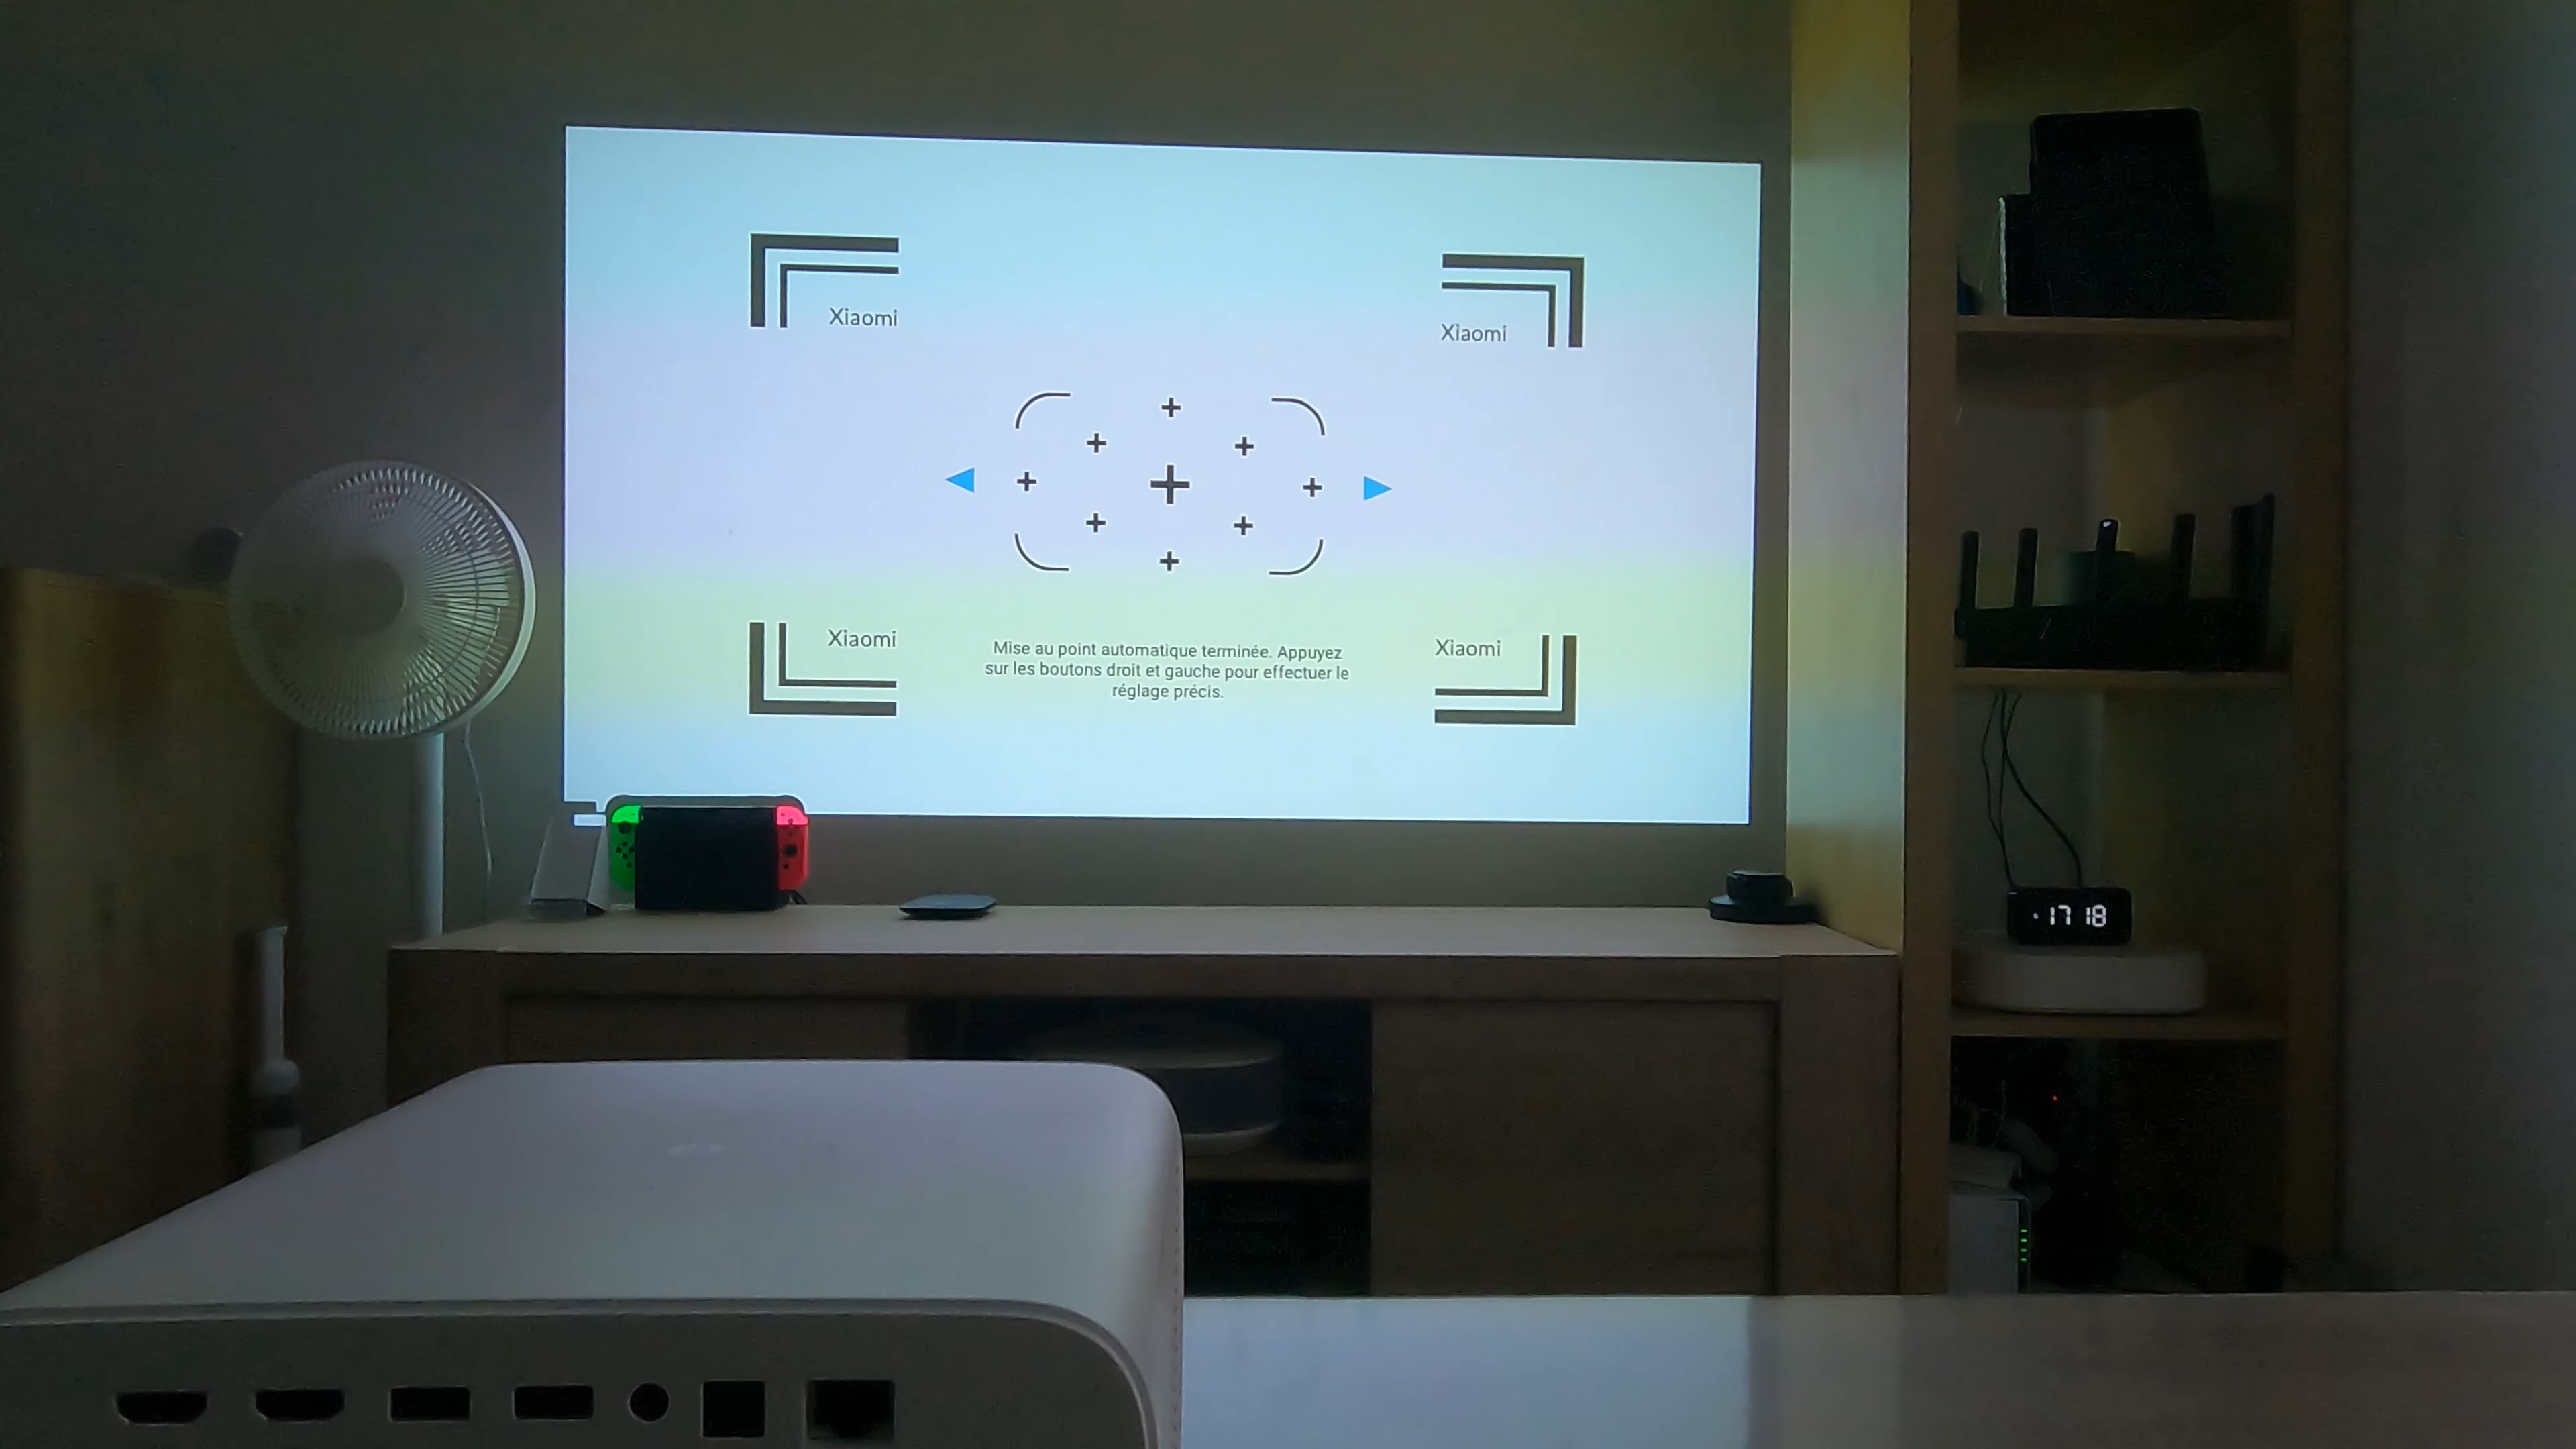 Xiaomi
Xiaomi
Xiaomi
Xiaomi
Mise au point automatique terminée. Appuyez
sur les boutons droit et gauche pour effectuer le
réglage précis.
17 18